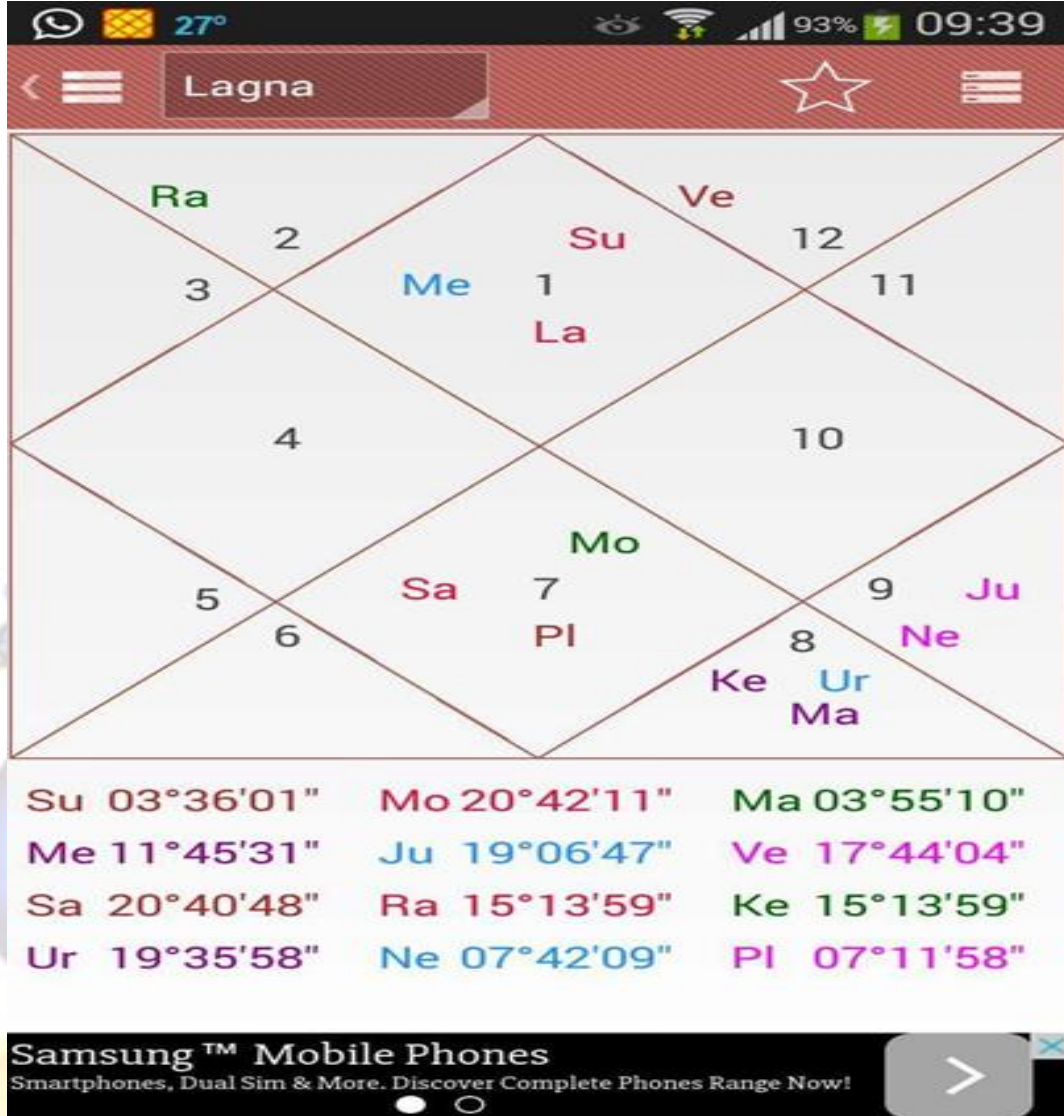 27° 93% 09:39
Lagna
Ra Ve
2 Su 12
3 Me 1 11
La
4 10
Mo
5 Sa 7 9 Ju
6 Pl 8 Ne
Ke Ur
Ma
Su 03°36'01" Mo 20°42'11" Ma 03°55'10"
Me 11°45'31" Ju 19°06'47" Ve 17°44'04"
Sa 20°40'48" Ra 15°13'59" Ke 15°13'59"
Ur 19°35'58" Ne 07°42'09" Pl 07°11'58"
Samsung™ Mobile Phones
Smartphones, Dual Sim & More. Discover Complete Phones Range Now!